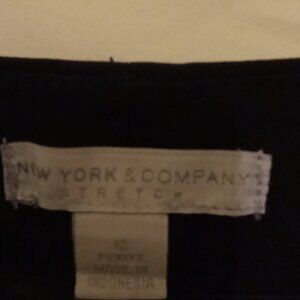 NEW YORK & COMPANY
STRETCH
12
PETITE
MADE IN
INDONESIA